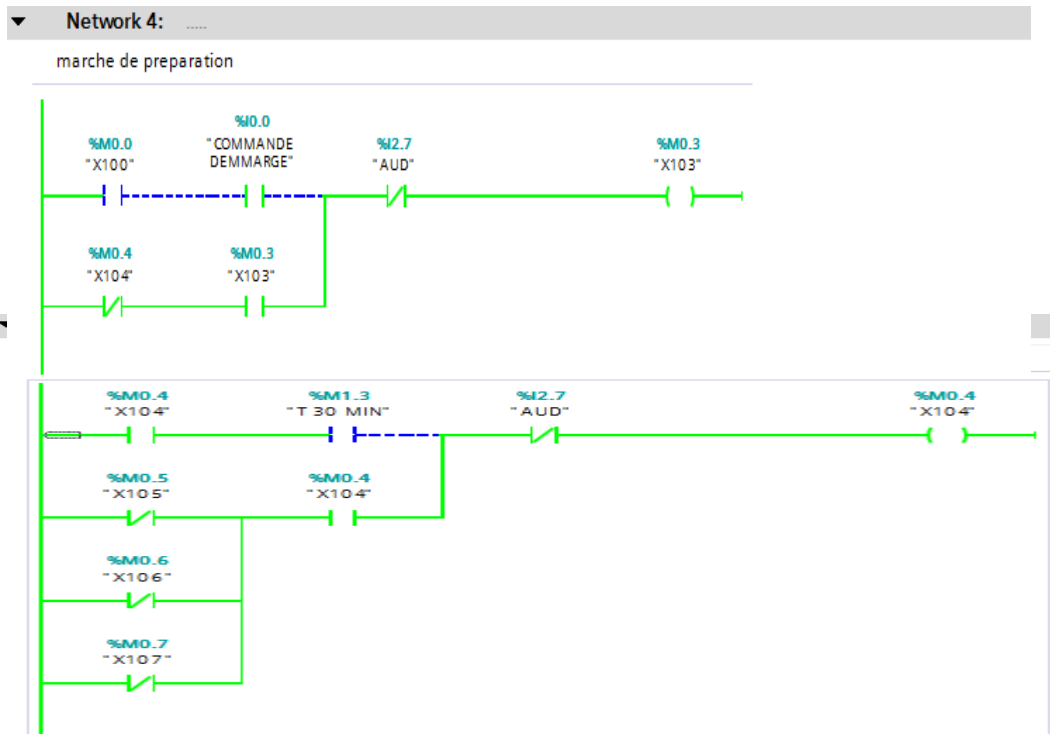 Network 4: .....
marche de preparation
%I0.0
%M0.0 "COMMANDE %I2.7 %M0.3
"X100" DEMMARGE" "AUD" "X103"
%M0.4 %M0.3
"X104" "X103"
%M0.4 %M1.3 %I2.7 %M0.4
"X104" "T 30 MIN" "AUD" "X104"
%M0.5 %M0.4
"X105" "X104"
%M0.6
"X106"
%M0.7
"X107"